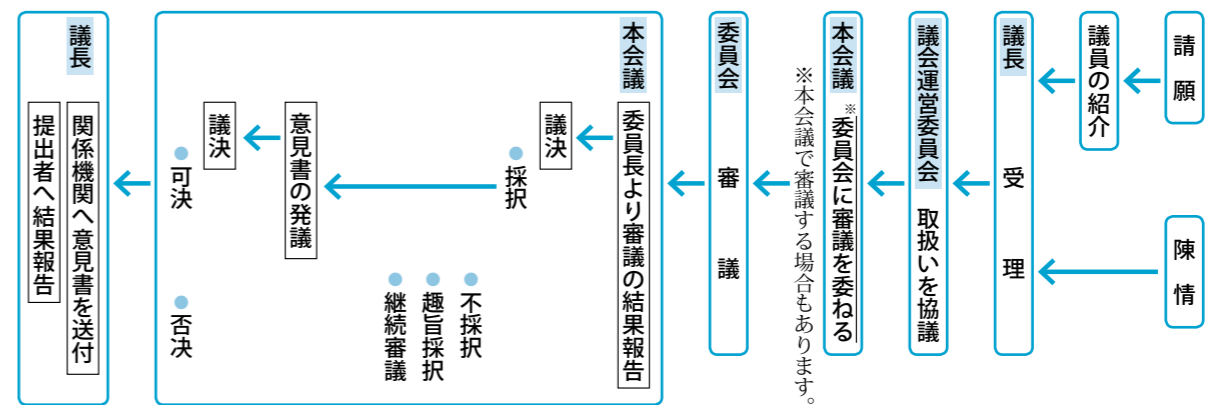 請願
陳情
議員の紹介
議長 受理
議会運営委員会 取扱いを協議
本会議 ※委員会に審議を委ねる
※本会議で審議する場合もあります。
委員会 審議
本会議 委員長より審議の結果報告
議決
採択
不採択
趣旨採択
継続審議
意見書の発議
議決
可決
否決
議長 関係機関へ意見書を送付
提出者へ結果報告